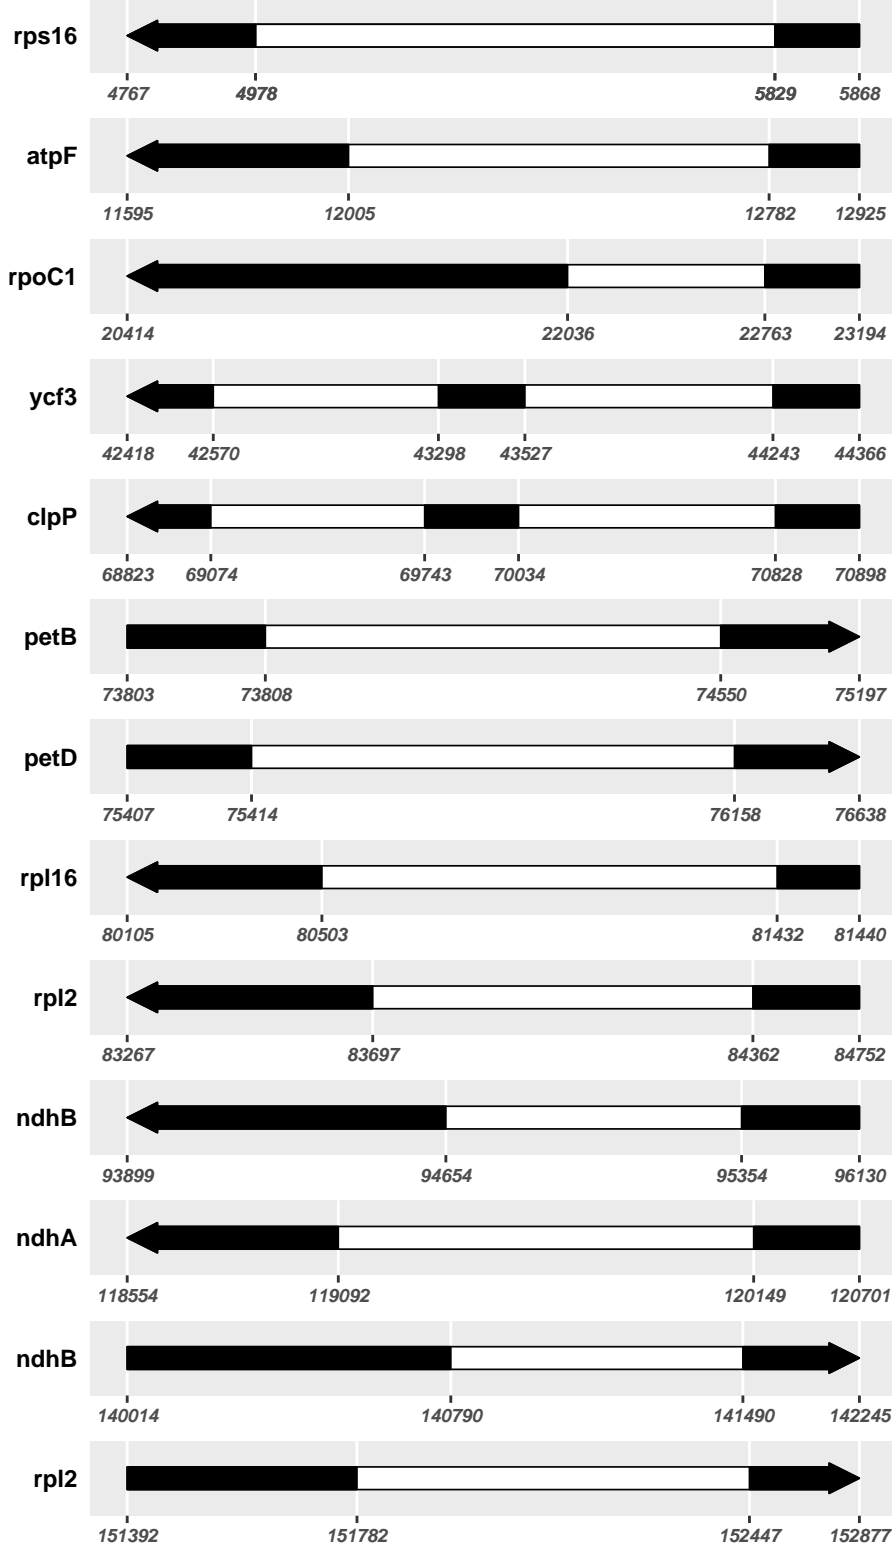 rps16
4767 4978 5829 5868
atpF
11595 12005 12782 12925
rpoC1
20414 22036 22763 23194
ycf3
42418 42570 43298 43527 44243 44366
clpP
68823 69074 69743 70034 70828 70898
petB
73803 73808 74550 75197
petD
75407 75414 76158 76638
rpl16
80105 80503 81432 81440
rpl2
83267 83697 84362 84752
ndhB
93899 94654 95354 96130
ndhA
118554 119092 120149 120701
ndhB
140014 140790 141490 142245
rpl2
151392 151782 152447 152877